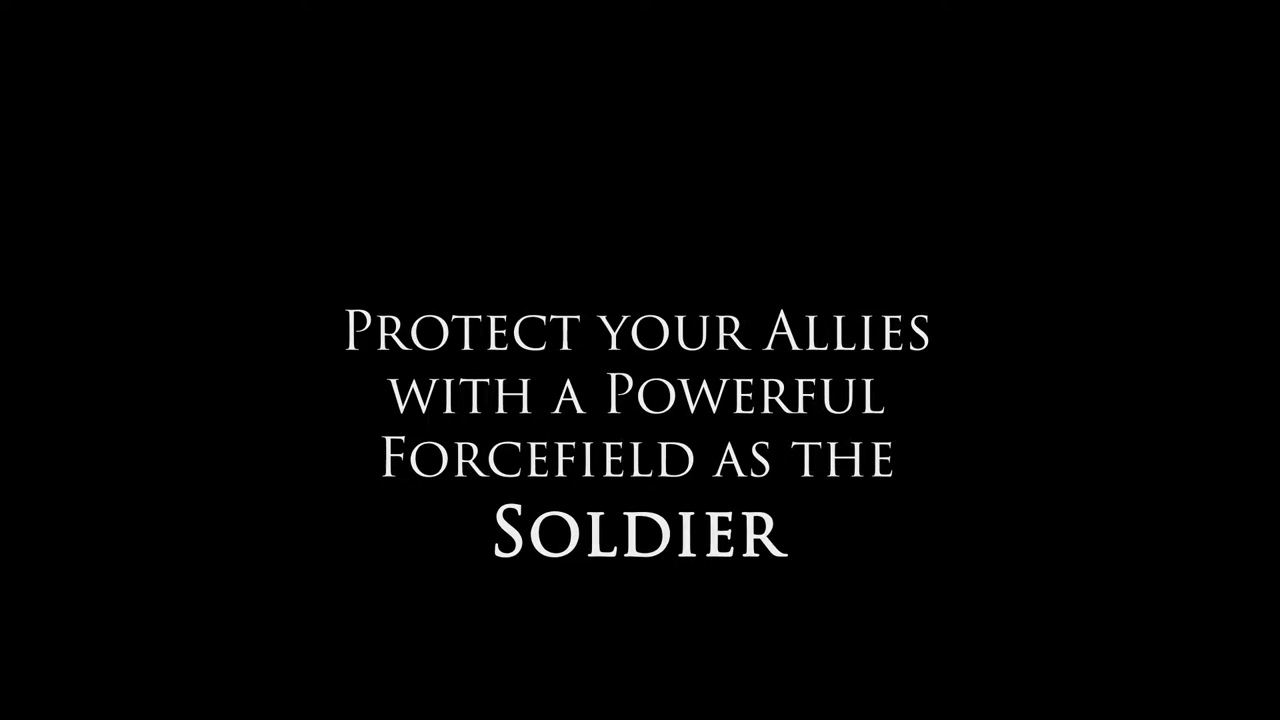 Protect your Allies
with a Powerful
Forcefield as the
Soldier